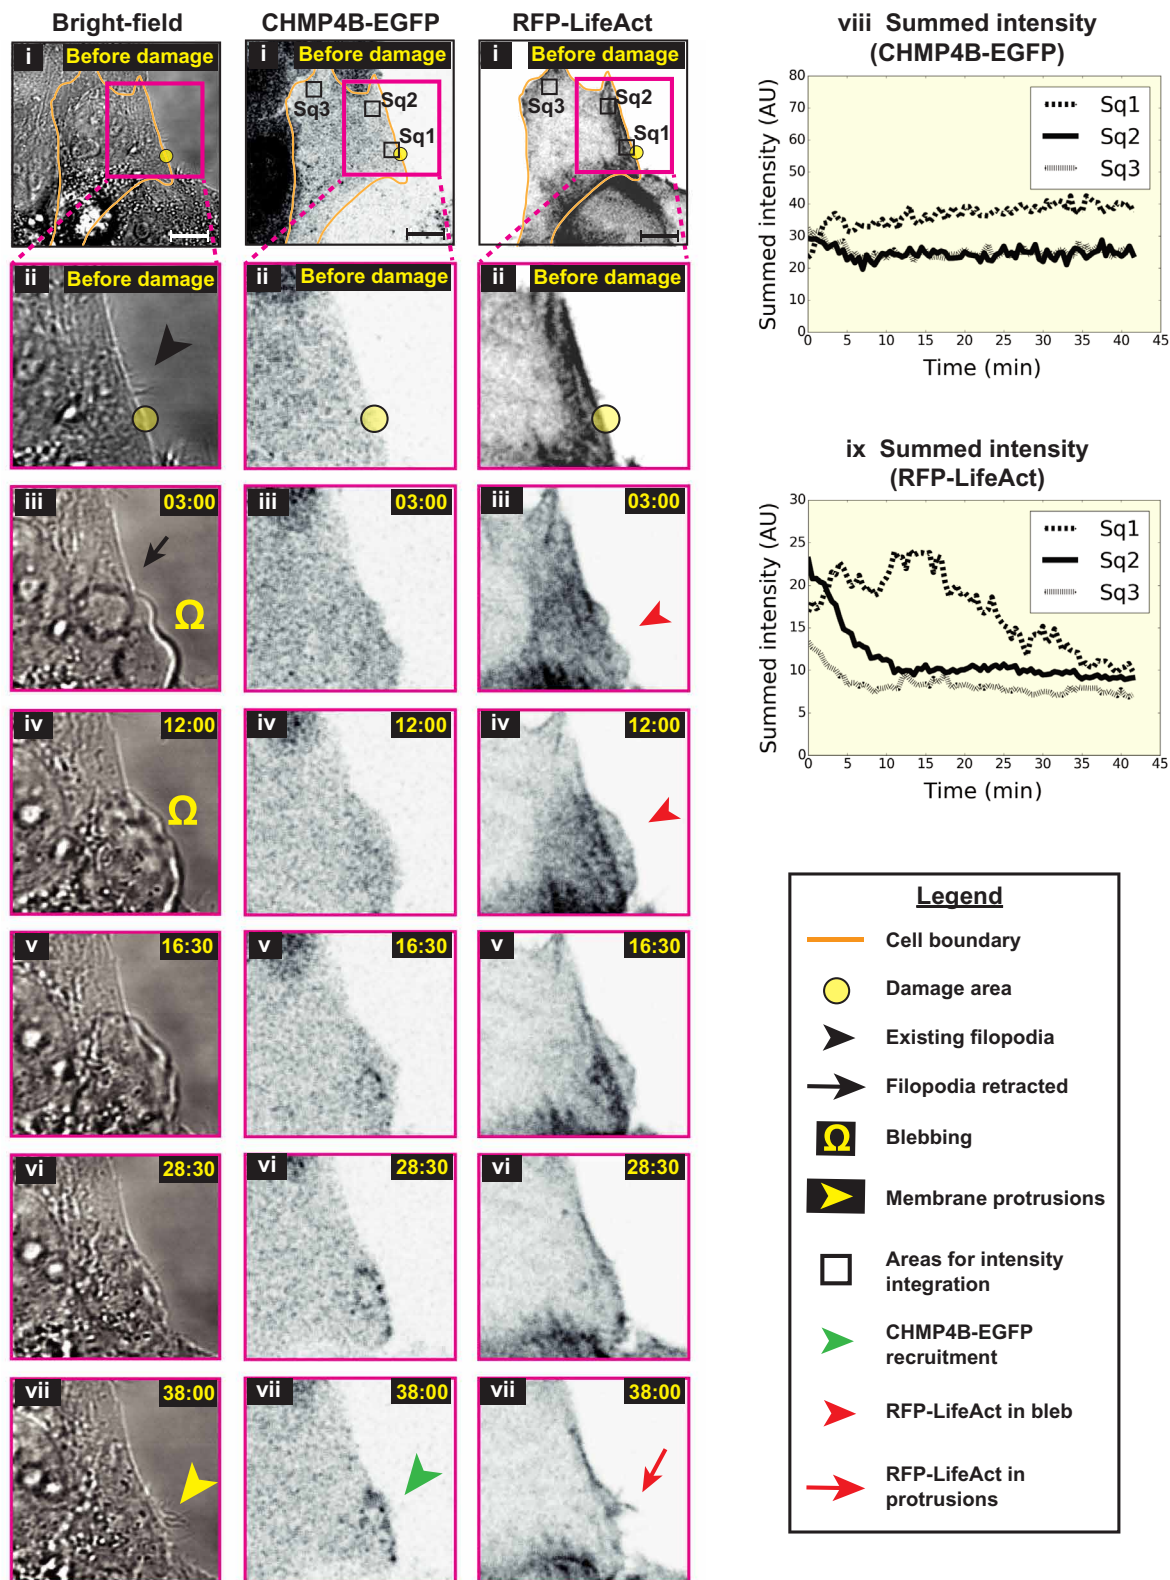 Bright-field
CHMP4B-EGFP
RFP-LifeAct
i Before damage
i Before damage
Sq3
Sq2
Sq1
i Before damage
Sq3
Sq2
Sq1
ii Before damage
ii Before damage
ii Before damage
iii 03:00
Ω
iii 03:00
iii 03:00
iv 12:00
Ω
iv 12:00
iv 12:00
v 16:30
v 16:30
v 16:30
vi 28:30
vi 28:30
vi 28:30
vii 38:00
vii 38:00
vii 38:00
viii Summed intensity
(CHMP4B-EGFP)
Summed intensity (AU)
80
70
60
50
40
30
20
10
0
Sq1
Sq2
Sq3
0 5 10 15 20 25 30 35 40 45
Time (min)
ix Summed intensity
(RFP-LifeAct)
Summed intensity (AU)
30
25
20
15
10
5
0
Sq1
Sq2
Sq3
0 5 10 15 20 25 30 35 40 45
Time (min)
Legend
Cell boundary
Damage area
Existing filopodia
Filopodia retracted
Ω Blebbing
Membrane protrusions
Areas for intensity
integration
CHMP4B-EGFP
recruitment
RFP-LifeAct in bleb
RFP-LifeAct in
protrusions